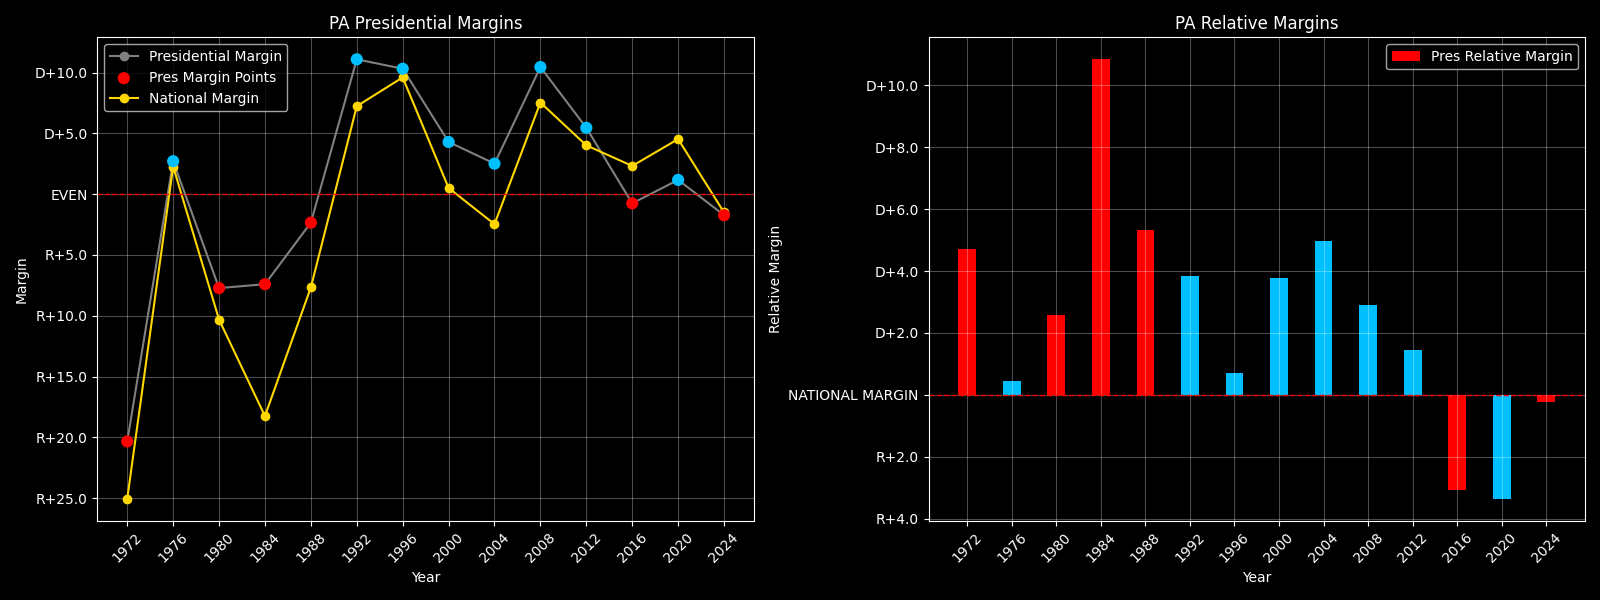 PA Presidential Margins
Presidential Margin
Pres Margin Points
National Margin
D+10.0
D+5.0
EVEN
R+5.0
R+10.0
R+15.0
R+20.0
R+25.0
Margin
1972
1976
1980
1984
1988
1992
1996
2000
2004
2008
2012
2016
2020
2024
Year
PA Relative Margins
Pres Relative Margin
D+10.0
D+8.0
D+6.0
D+4.0
D+2.0
NATIONAL MARGIN
R+2.0
R+4.0
Relative Margin
1972
1976
1980
1984
1988
1992
1996
2000
2004
2008
2012
2016
2020
2024
Year